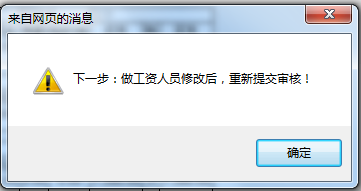 来自网页的消息
下一步：做工资人员修改后，重新提交审核！
确定